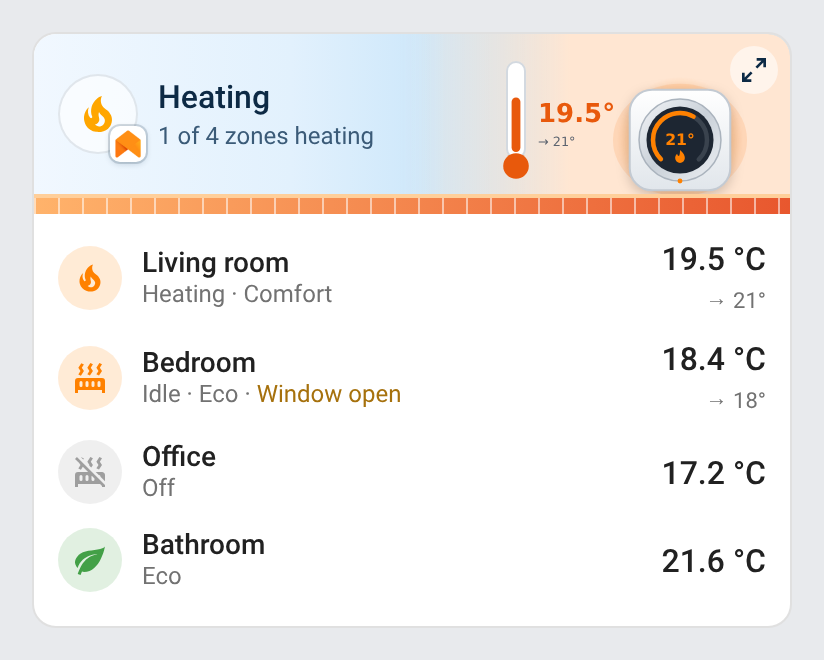 Heating
1 of 4 zones heating
19.5°
→ 21°
21°
Living room
Heating · Comfort
19.5 °C
→ 21°
Bedroom
Idle · Eco · Window open
18.4 °C
→ 18°
Office
Off
17.2 °C
Bathroom
Eco
21.6 °C